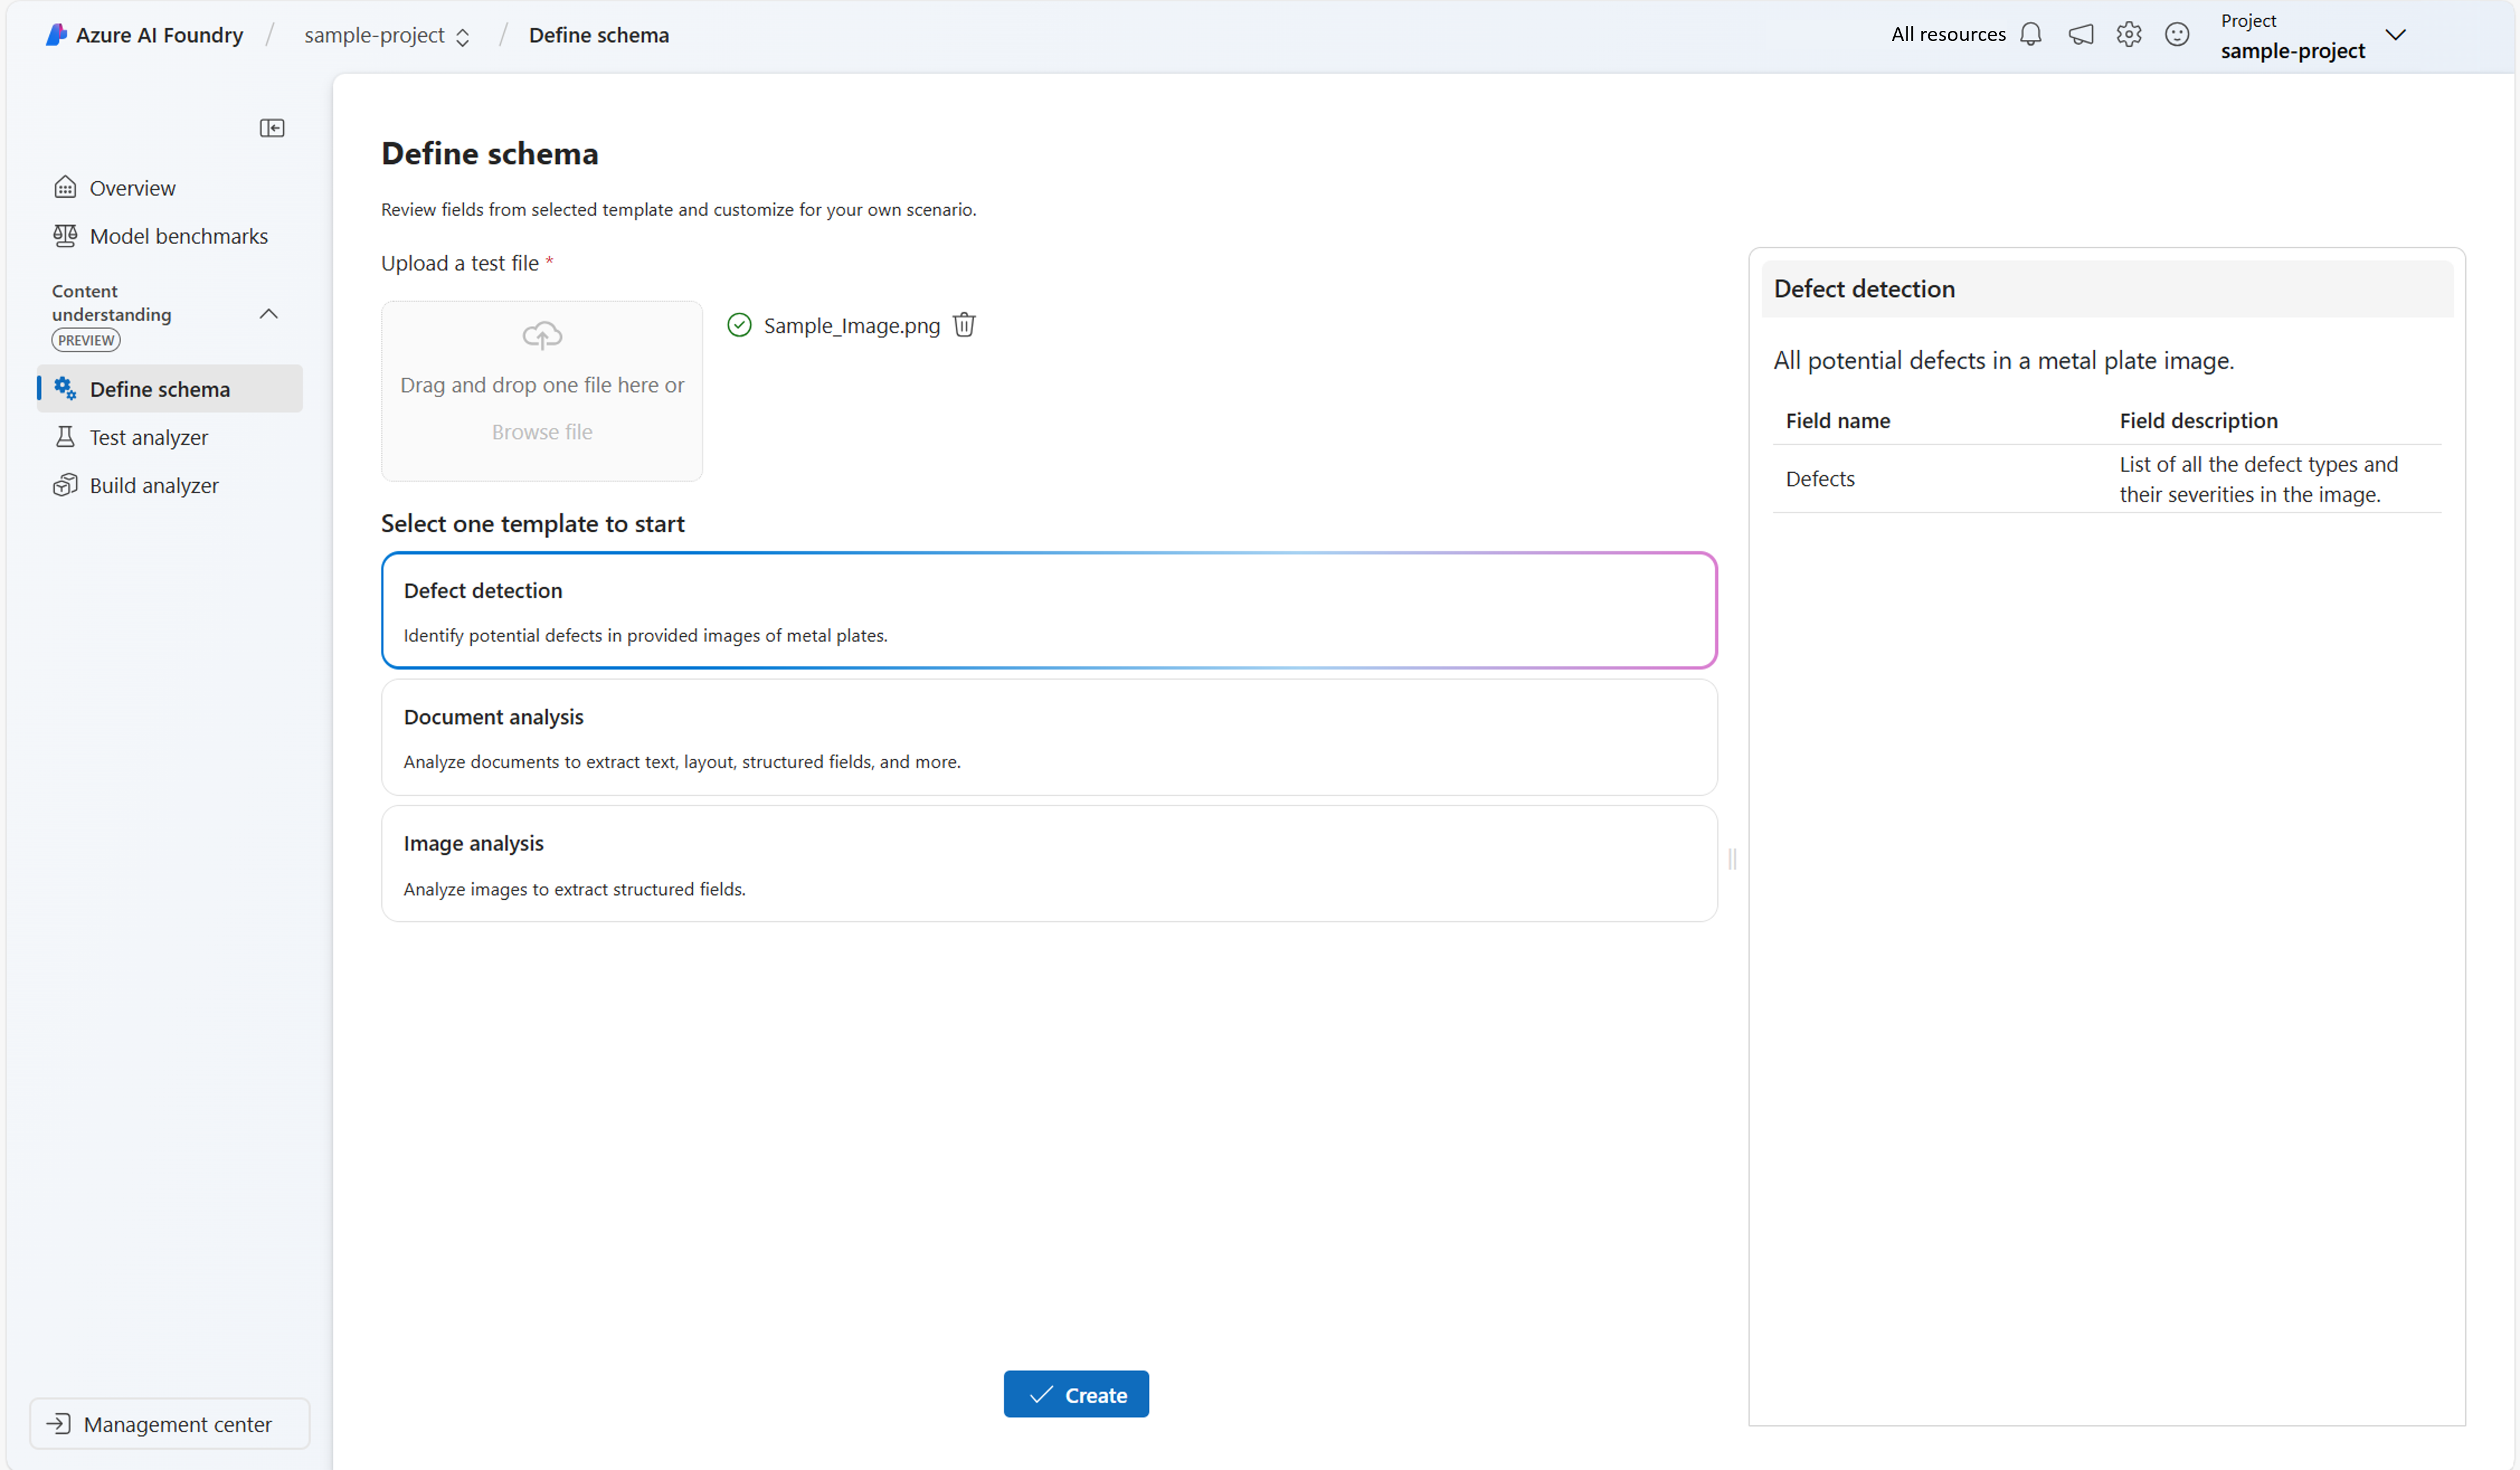 Azure AI Foundry / sample-project / Define schema
All resources
Project
sample-project
Overview
Model benchmarks
Content
understanding
PREVIEW
Define schema
Test analyzer
Build analyzer
Management center
Define schema
Review fields from selected template and customize for your own scenario.
Upload a test file *
Drag and drop one file here or
Browse file
Sample_Image.png
Select one template to start
Defect detection
Identify potential defects in provided images of metal plates.
Document analysis
Analyze documents to extract text, layout, structured fields, and more.
Image analysis
Analyze images to extract structured fields.
Create
Defect detection
All potential defects in a metal plate image.
Field name Field description
Defects
List of all the defect types and
their severities in the image.